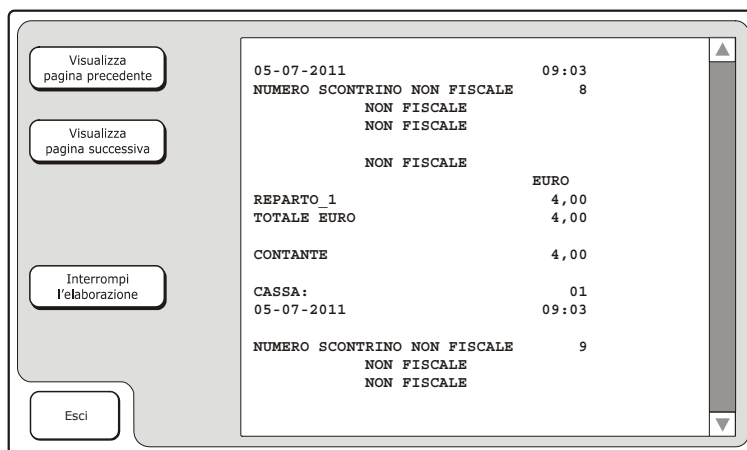 Visualizza
pagina precedente
Visualizza
pagina successiva
Interrompi
l'elaborazione
Esci
05-07-2011 09:03
NUMERO SCONTRINO NON FISCALE 8
NON FISCALE
NON FISCALE
NON FISCALE
EURO
REPARTO_1 4,00
TOTALE EURO 4,00
CONTANTE 4,00
CASSA: 01
05-07-2011 09:03
NUMERO SCONTRINO NON FISCALE 9
NON FISCALE
NON FISCALE